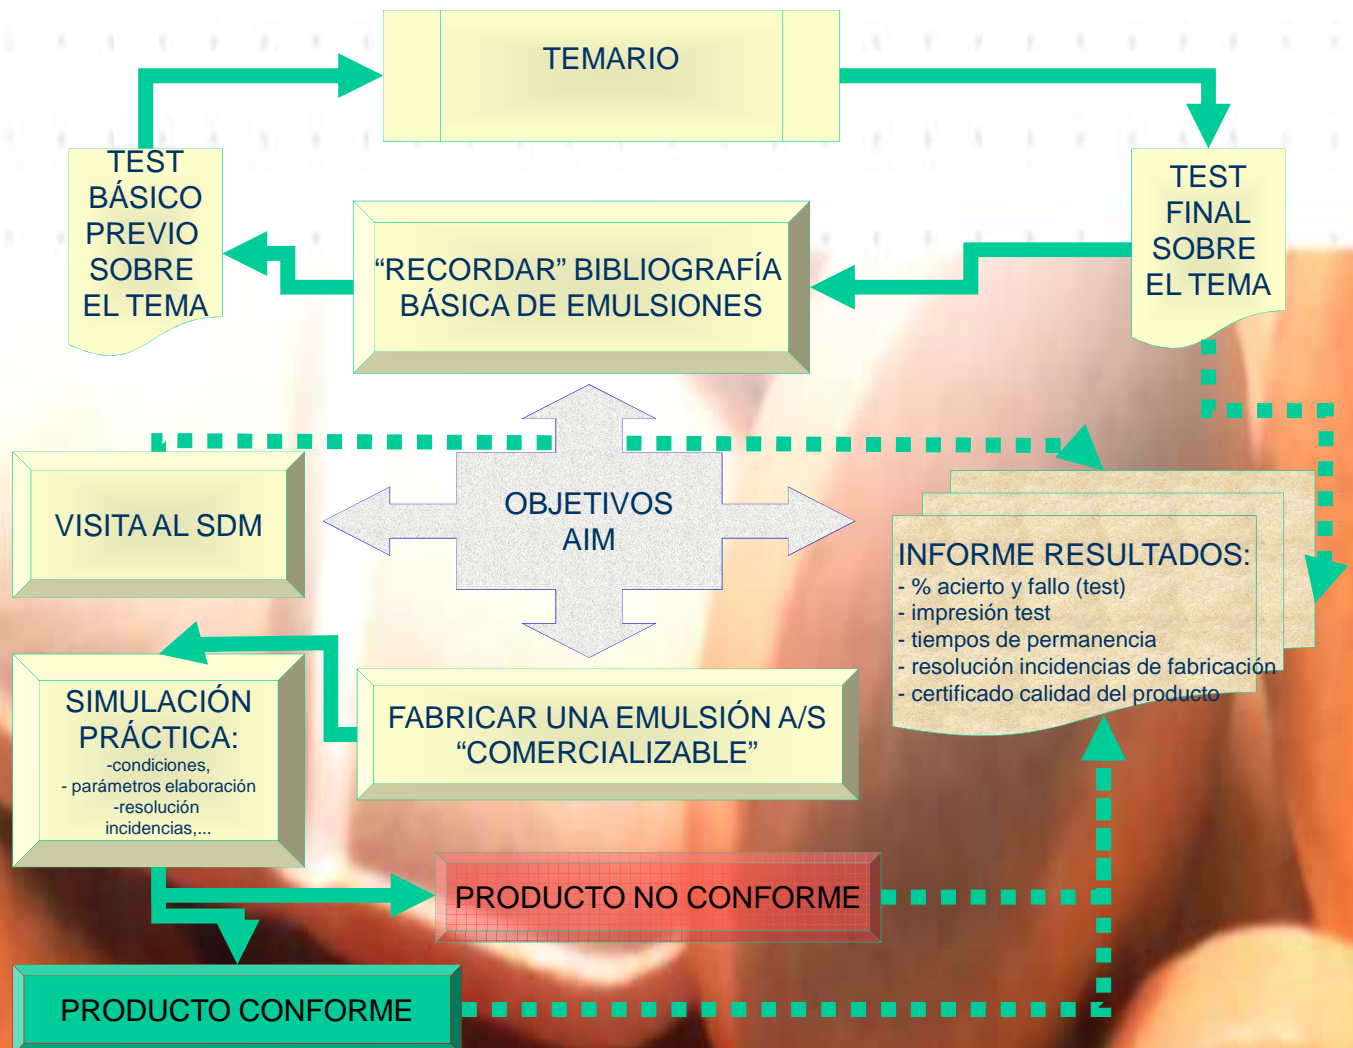 TEMARIO
TEST
BÁSICO
PREVIO
SOBRE
EL TEMA
TEST
FINAL
SOBRE
EL TEMA
“RECORDAR” BIBLIOGRAFÍA
BÁSICA DE EMULSIONES
VISITA AL SDM
OBJETIVOS
AIM
INFORME RESULTADOS:
- % acierto y fallo (test)
- impresión test
- tiempos de permanencia
- resolución incidencias de fabricación
- certificado calidad del producto
SIMULACIÓN
PRÁCTICA:
-condiciones,
- parámetros elaboración
-resolución
incidencias,...
FABRICAR UNA EMULSIÓN A/S
“COMERCIALIZABLE”
PRODUCTO NO CONFORME
PRODUCTO CONFORME